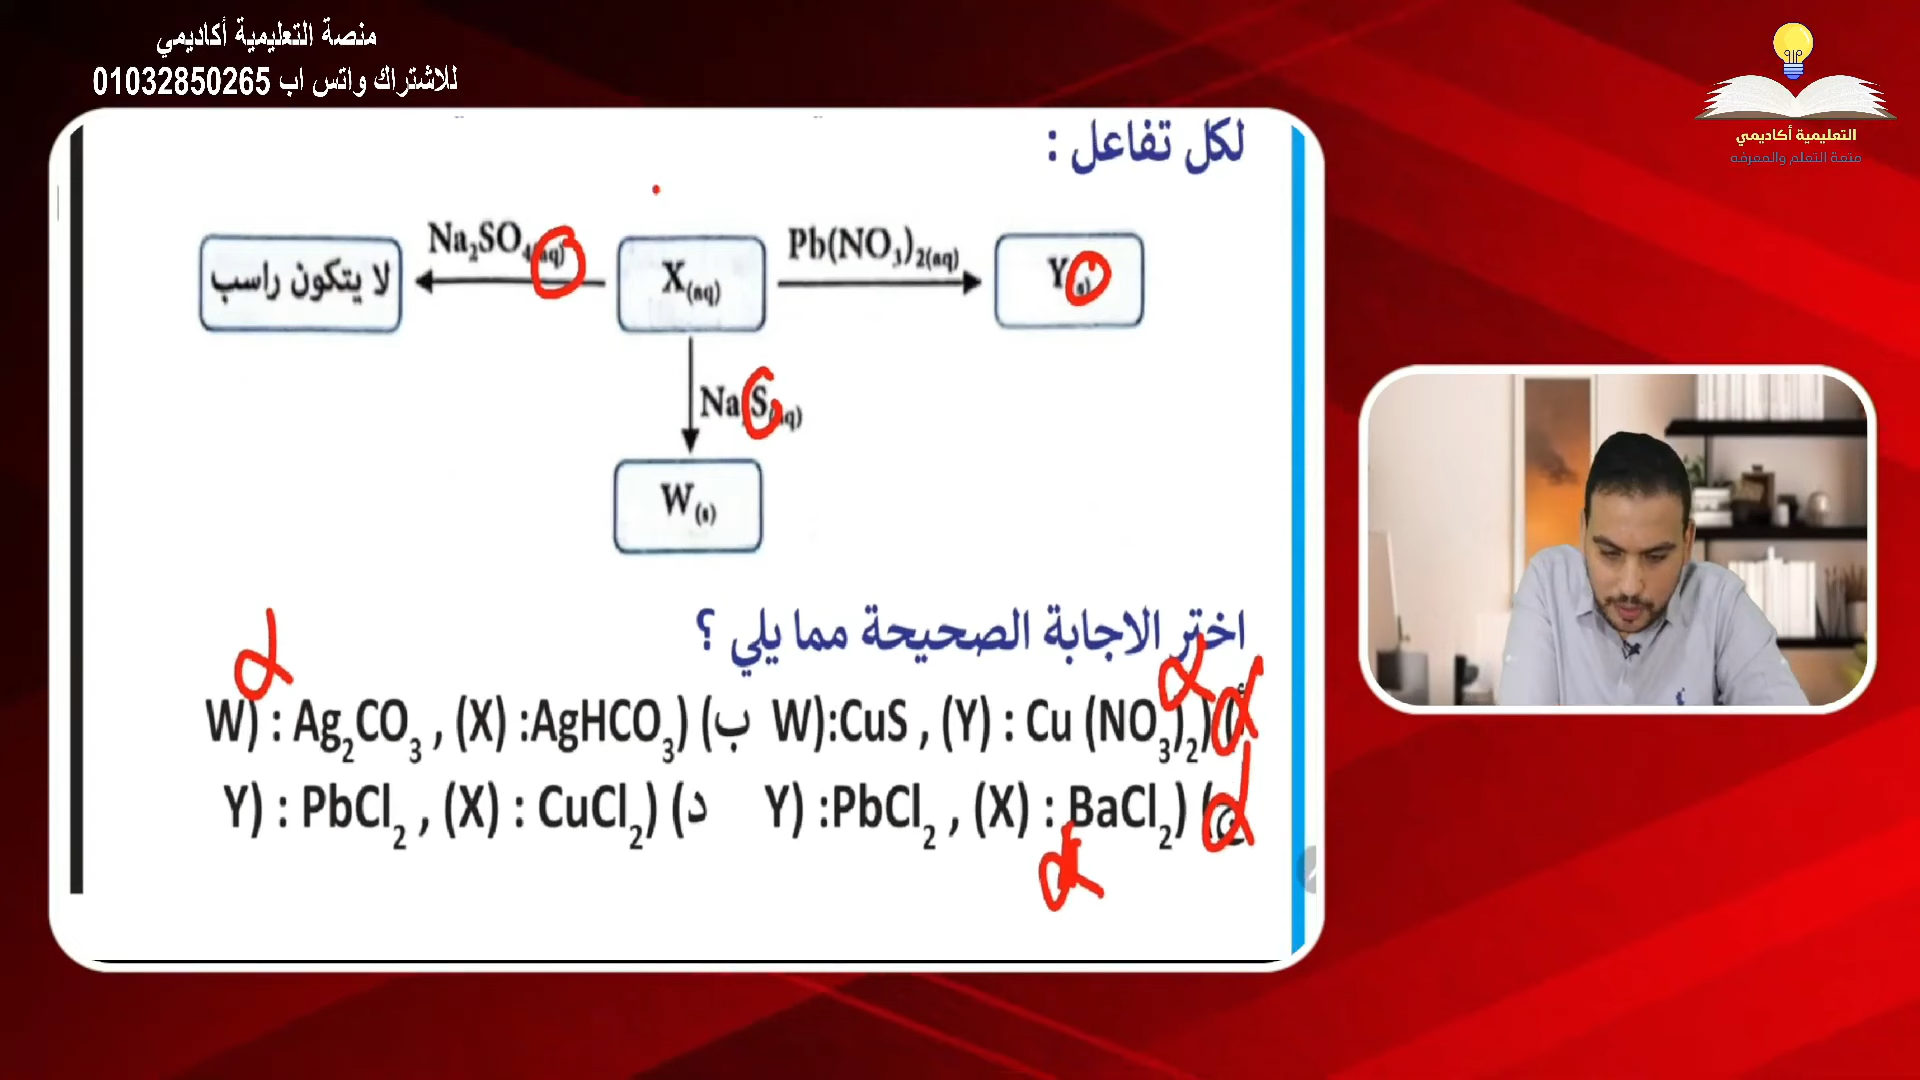 منصة التعليمية أكاديمي
للاشتراك واتس اب 01032850265
التعليمية أكاديمي
متعة التعلم والمعرفه
لكل تفاعل :
لا يتكون راسب
Na2SO4(aq)
X(aq)
Pb(NO3)2(aq)
Y(s)
Na2S(aq)
W(s)
اختر الاجابة الصحيحة مما يلي ؟
أ) (W):CuS , (Y) : Cu (NO3)2) ب) (W) : Ag2CO3 , (X) :AgHCO3)
ج) (Y) :PbCl2 , (X) : BaCl2) د) (Y) : PbCl2 , (X) : CuCl2)